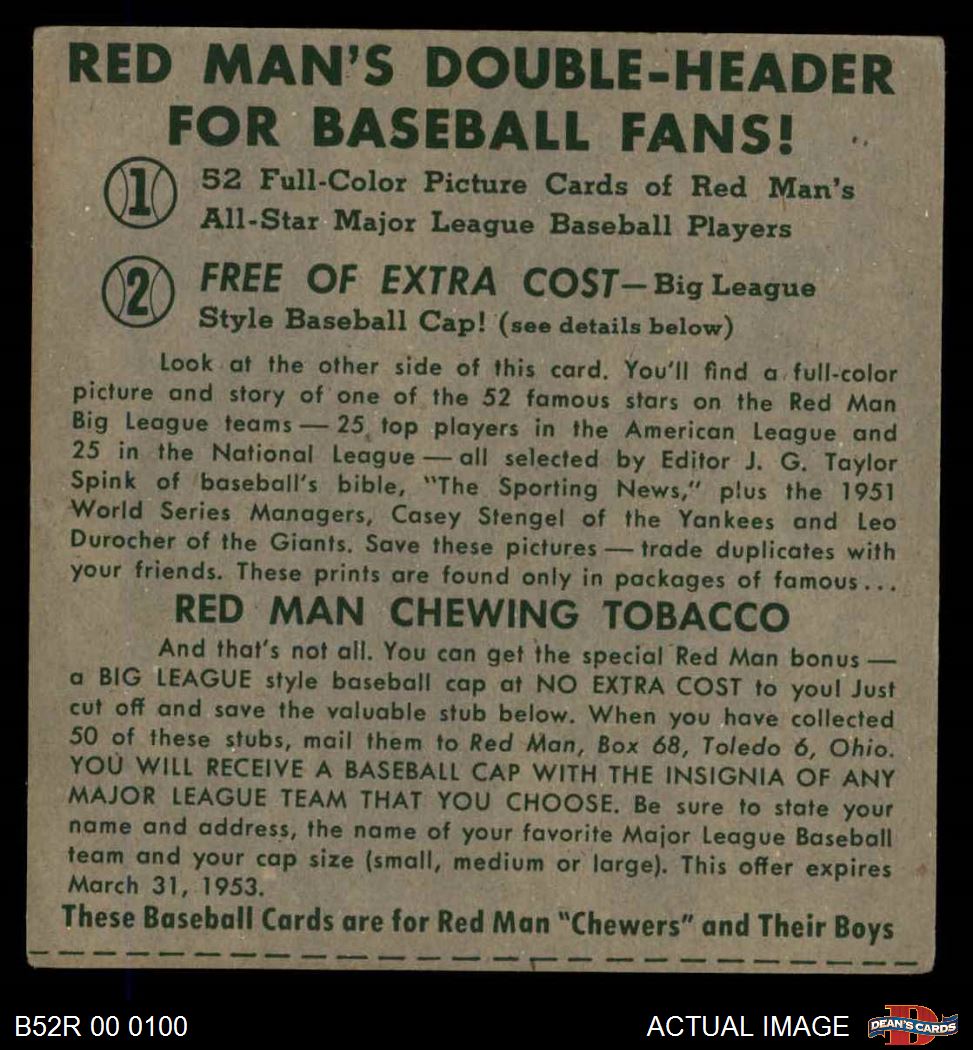 RED MAN'S DOUBLE-HEADER
FOR BASEBALL FANS!
1 52 Full-Color Picture Cards of Red Man's
All-Star Major League Baseball Players
2 FREE OF EXTRA COST—Big League
Style Baseball Cap! (see details below)
Look at the other side of this card. You'll find a full-color
picture and story of one of the 52 famous stars on the Red Man
Big League teams — 25 top players in the American League and
25 in the National League — all selected by Editor J. G. Taylor
Spink of baseball's bible, "The Sporting News," plus the 1951
World Series Managers, Casey Stengel of the Yankees and Leo
Durocher of the Giants. Save these pictures — trade duplicates with
your friends. These prints are found only in packages of famous...
RED MAN CHEWING TOBACCO
And that's not all. You can get the special Red Man bonus —
a BIG LEAGUE style baseball cap at NO EXTRA COST to you! Just
cut off and save the valuable stub below. When you have collected
50 of these stubs, mail them to Red Man, Box 68, Toledo 6, Ohio.
YOU WILL RECEIVE A BASEBALL CAP WITH THE INSIGNIA OF ANY
MAJOR LEAGUE TEAM THAT YOU CHOOSE. Be sure to state your
name and address, the name of your favorite Major League Baseball
team and your cap size (small, medium or large). This offer expires
March 31, 1953.
These Baseball Cards are for Red Man "Chewers" and Their Boys
B52R 00 0100 ACTUAL IMAGE D DEAN'S CARDS